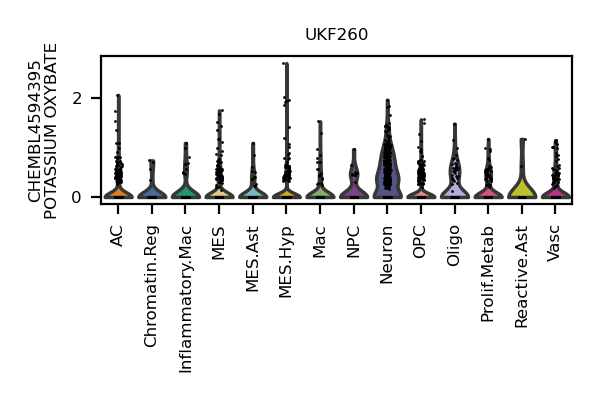 UKF260
CHEMBL4594395
POTASSIUM OXYBATE
2
0
AC
Chromatin.Reg
Inflammatory.Mac
MES
MES.Ast
MES.Hyp
Mac
NPC
Neuron
OPC
Oligo
Prolif.Metab
Reactive.Ast
Vasc